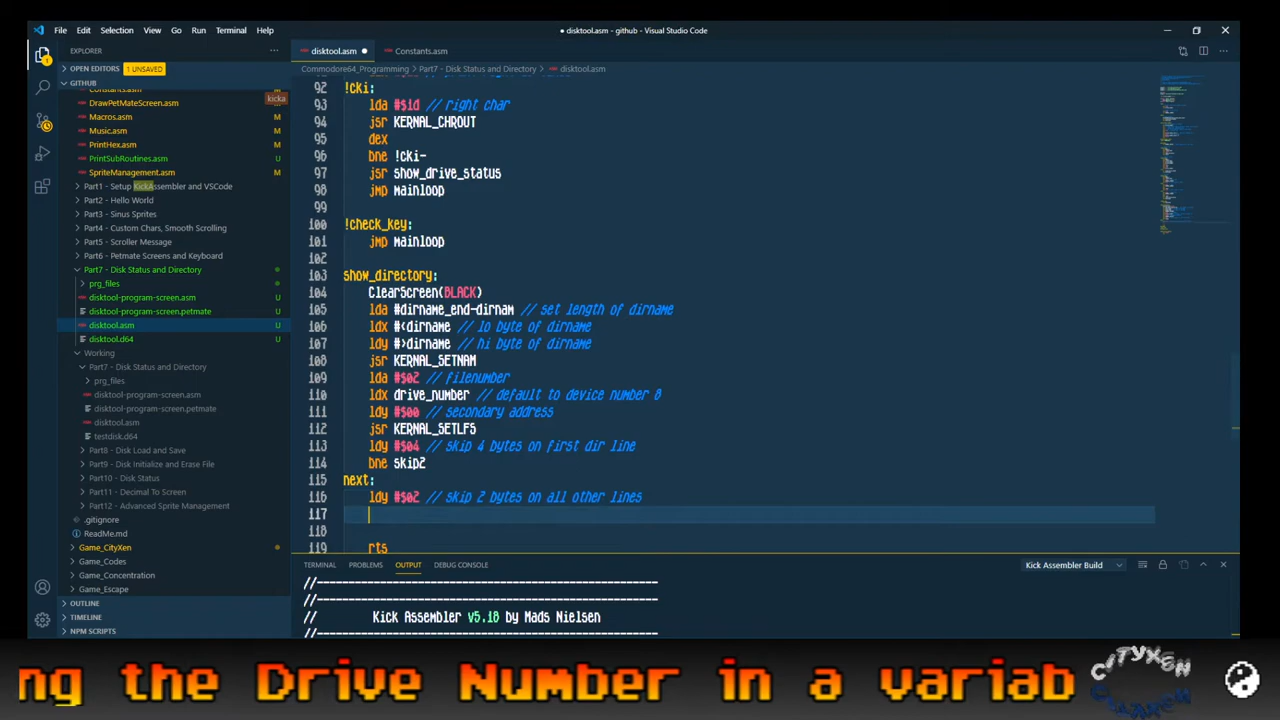 File Edit Selection View Go Run Terminal Help
● disktool.asm - github - Visual Studio Code
EXPLORER
OPEN EDITORS 1 UNSAVED
GITHUB
kicka
Constants.asm M
DrawPetMateScreen.asm M
Macros.asm M
Music.asm M
PrintHex.asm M
PrintSubRoutines.asm U
SpriteManagement.asm M
Part1 - Setup KickAssembler and VSCode
Part2 - Hello World
Part3 - Sinus Sprites
Part4 - Custom Chars, Smooth Scrolling
Part5 - Scroller Message
Part6 - Petmate Screens and Keyboard
Part7 - Disk Status and Directory
prg_files
disktool-program-screen.asm U
disktool-program-screen.petmate U
disktool.asm U
disktool.d64 U
Working
Part7 - Disk Status and Directory
prg_files
disktool-program-screen.asm
disktool-program-screen.petmate
disktool.asm
testdisk.d64
Part8 - Disk Load and Save
Part9 - Disk Initialize and Erase File
Part10 - Disk Status
Part11 - Decimal To Screen
Part12 - Advanced Sprite Management
.gitignore
ReadMe.md
Game_CityXen
Game_Codes
Game_Concentration
Game_Escape
OUTLINE
TIMELINE
NPM SCRIPTS
disktool.asm ● Constants.asm
Commodore64_Programming > Part7 - Disk Status and Directory > disktool.asm
92 !cki:
93 lda #$1d // right char
94 jsr KERNAL_CHROUT
95 dex
96 bne !cki-
97 jsr show_drive_status
98 jmp mainloop
99
100 !check_key:
101 jmp mainloop
102
103 show_directory:
104 ClearScreen(BLACK)
105 lda #dirname_end-dirnam // set length of dirname
106 ldx #<dirname // lo byte of dirname
107 ldy #>dirname // hi byte of dirname
108 jsr KERNAL_SETNAM
109 lda #$02 // filenumber
110 ldx drive_number // default to device number 8
111 ldy #$00 // secondary address
112 jsr KERNAL_SETLFS
113 ldy #$04 // skip 4 bytes on first dir line
114 bne skip2
115 next:
116 ldy #$02 // skip 2 bytes on all other lines
117
118
119 rts
TERMINAL PROBLEMS OUTPUT DEBUG CONSOLE Kick Assembler Build
//------------------------------------------------------
//------------------------------------------------------
// Kick Assembler v5.18 by Mads Nielsen
//------------------------------------------------------
ng the Drive Number in a variab
CITYXEN